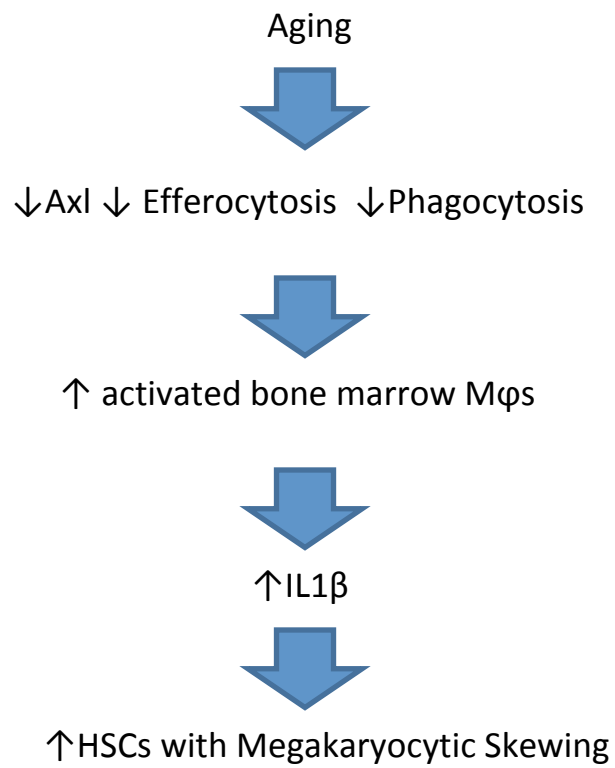 Aging
↓Axl ↓ Efferocytosis ↓Phagocytosis
↑ activated bone marrow Mφs
↑IL1β
↑HSCs with Megakaryocytic Skewing